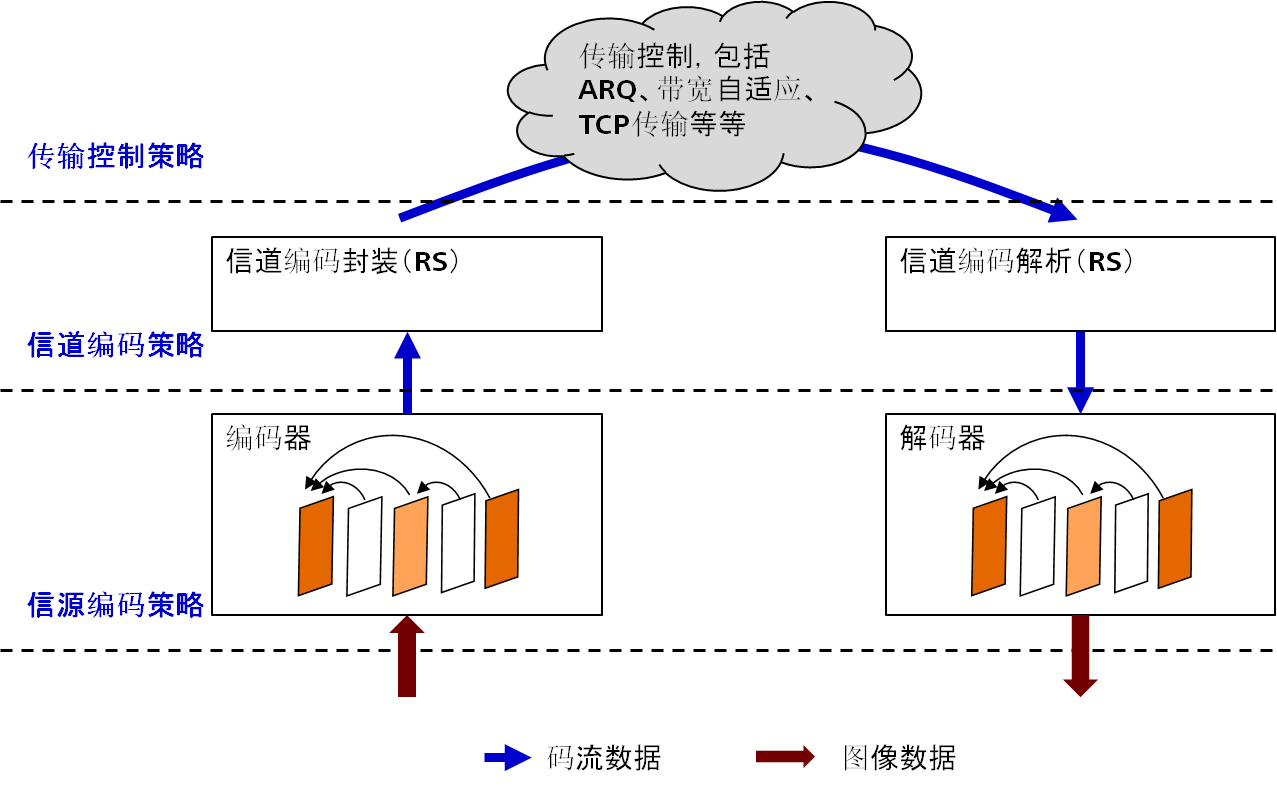 传输控制，包括
ARQ、带宽自适应、
TCP传输等等
传输控制策略
信道编码封装（RS）
信道编码解析（RS）
信道编码策略
编码器
解码器
信源编码策略
码流数据
图像数据